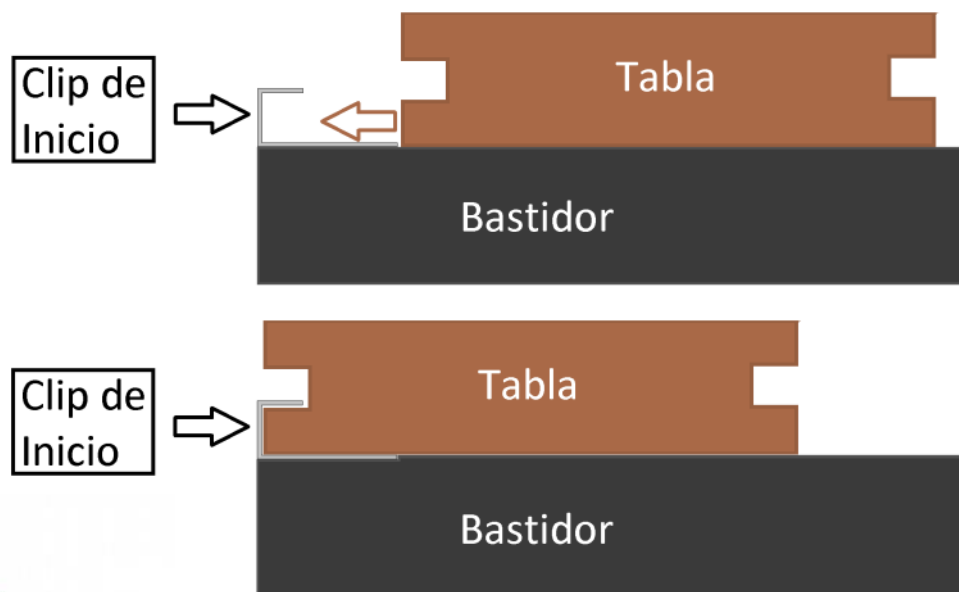 Clip de
Inicio
Tabla
Bastidor
Clip de
Inicio
Tabla
Bastidor